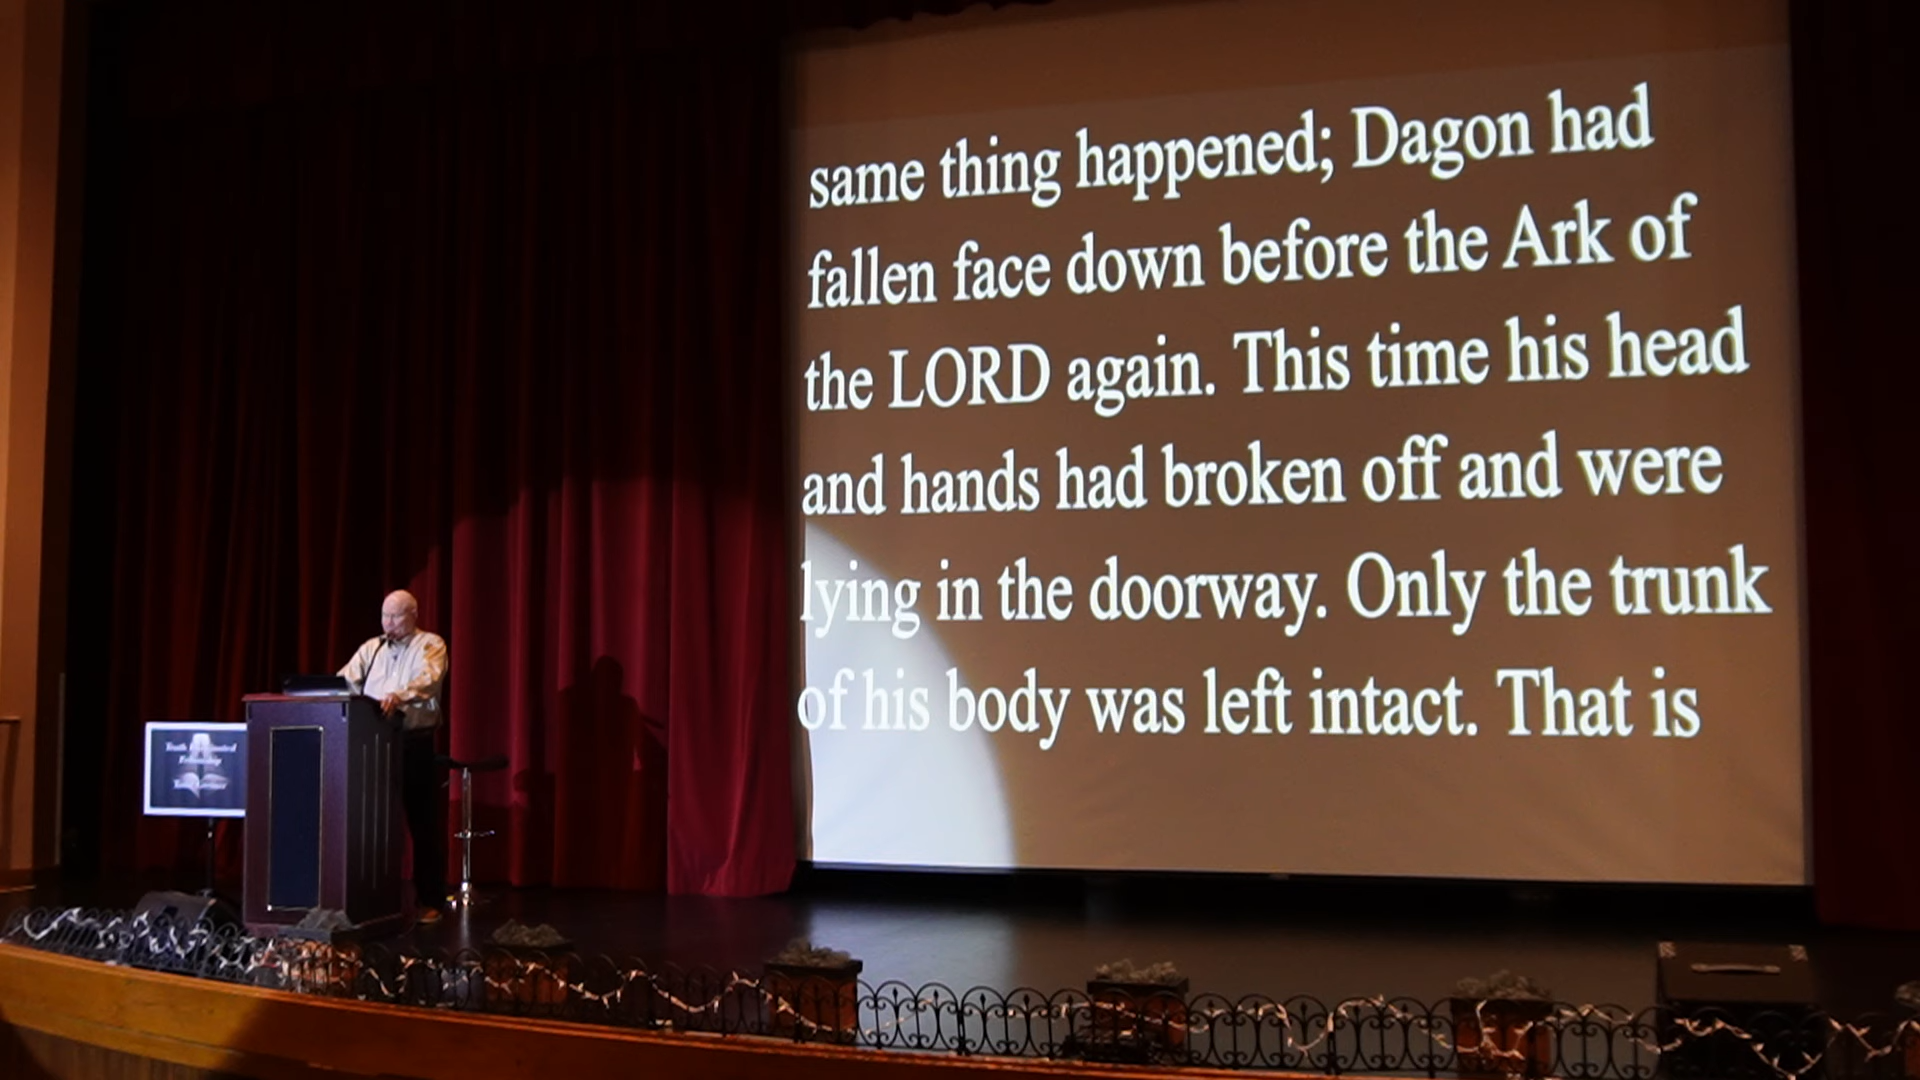 same thing happened; Dagon had
fallen face down before the Ark of
the LORD again. This time his head
and hands had broken off and were
lying in the doorway. Only the trunk
of his body was left intact. That is
Truth
Fellowship